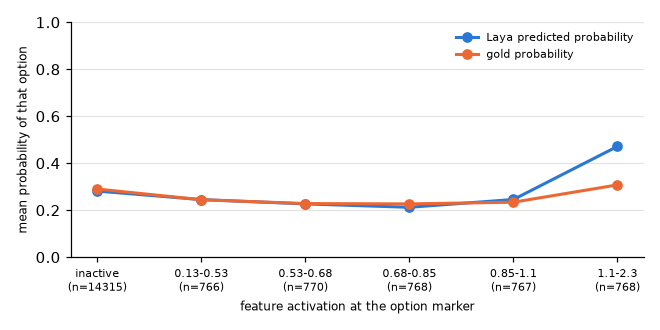 1.0
0.8
0.6
0.4
0.2
0.0
mean probability of that option
Laya predicted probability
gold probability
inactive
(n=14315)
0.13-0.53
(n=766)
0.53-0.68
(n=770)
0.68-0.85
(n=768)
0.85-1.1
(n=767)
1.1-2.3
(n=768)
feature activation at the option marker